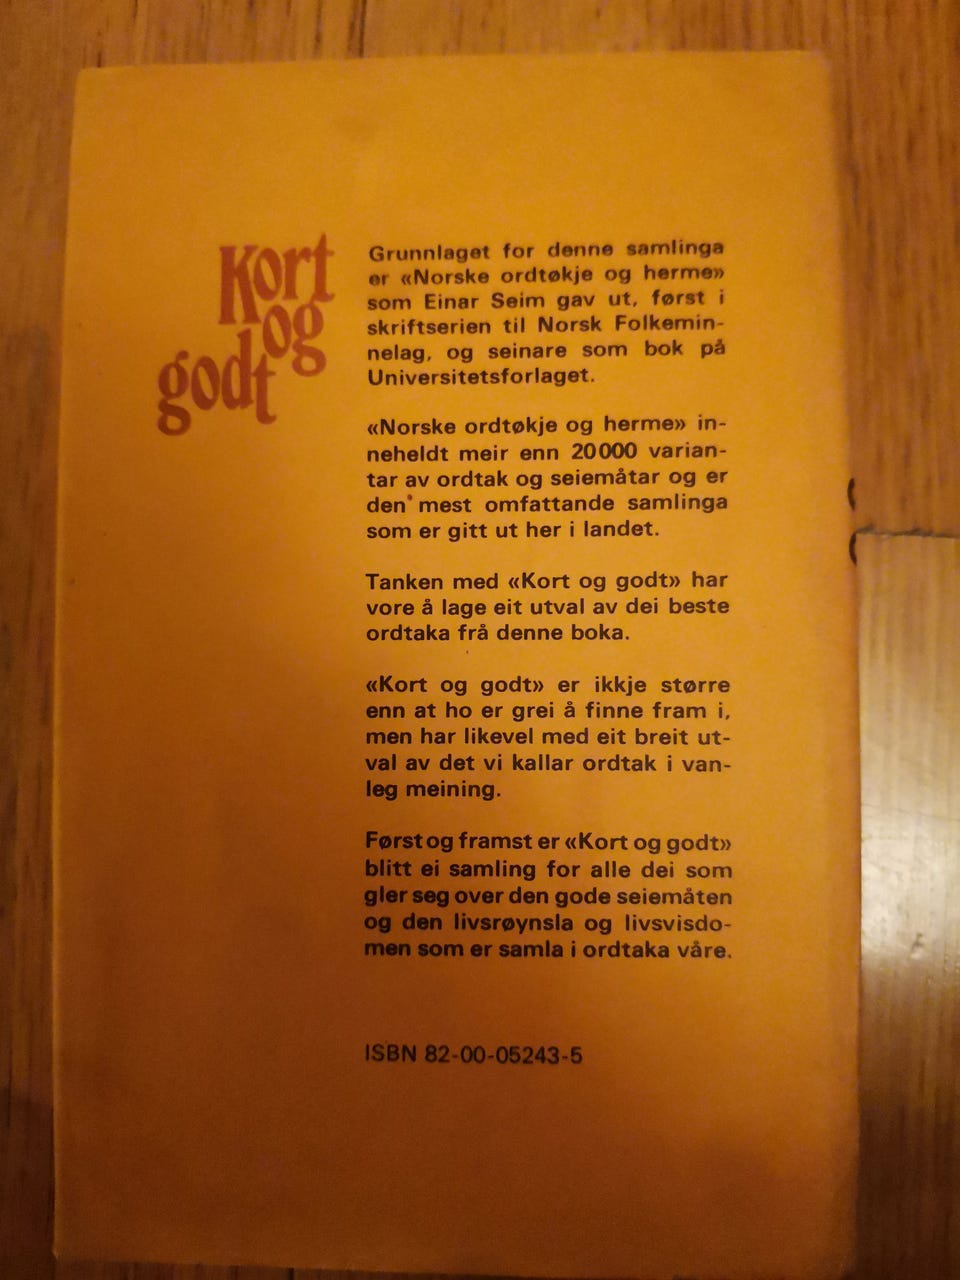 Kort
og
godt
Grunnlaget for denne samlinga
er «Norske ordtøkje og herme»
som Einar Seim gav ut, først i
skriftserien til Norsk Folkemin-
nelag, og seinare som bok på
Universitetsforlaget.
«Norske ordtøkje og herme» in-
neheldt meir enn 20 000 varian-
tar av ordtak og seiemåtar og er
den mest omfattande samlinga
som er gitt ut her i landet.
Tanken med «Kort og godt» har
vore å lage eit utval av dei beste
ordtaka frå denne boka.
«Kort og godt» er ikkje større
enn at ho er grei å finne fram i,
men har likevel med eit breit ut-
val av det vi kallar ordtak i van-
leg meining.
Først og framst er «Kort og godt»
blitt ei samling for alle dei som
gler seg over den gode seiemåten
og den livsrøynsla og livsvisdo-
men som er samla i ordtaka våre.
ISBN 82-00-05243-5